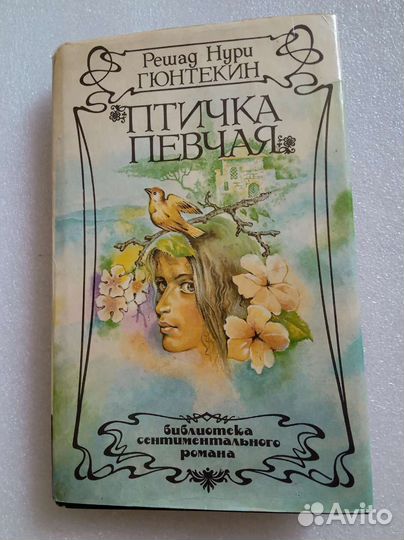 Решад Нури
ГЮНТЕКИН
ПТИЧКА
ПЕВЧАЯ
библиотека
сентиментального
романа
Avito